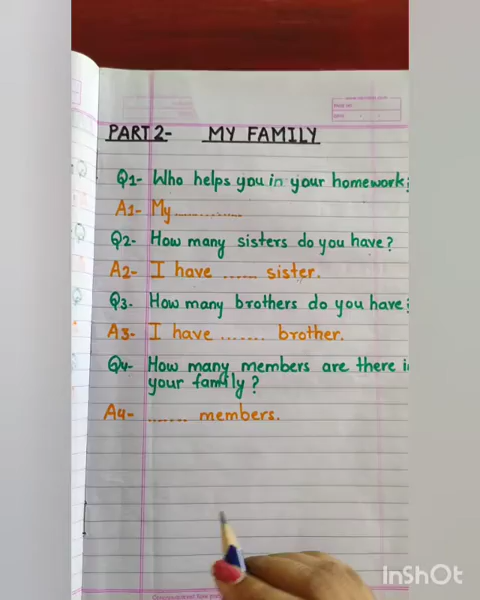 PART 2- MY FAMILY
Q1- Who helps you in your homework?
A1- My ............
Q2- How many sisters do you have?
A2- I have ...... sister.
Q3- How many brothers do you have?
A3- I have ....... brother.
Q4- How many members are there in
your family?
A4- ....... members.
InShOt